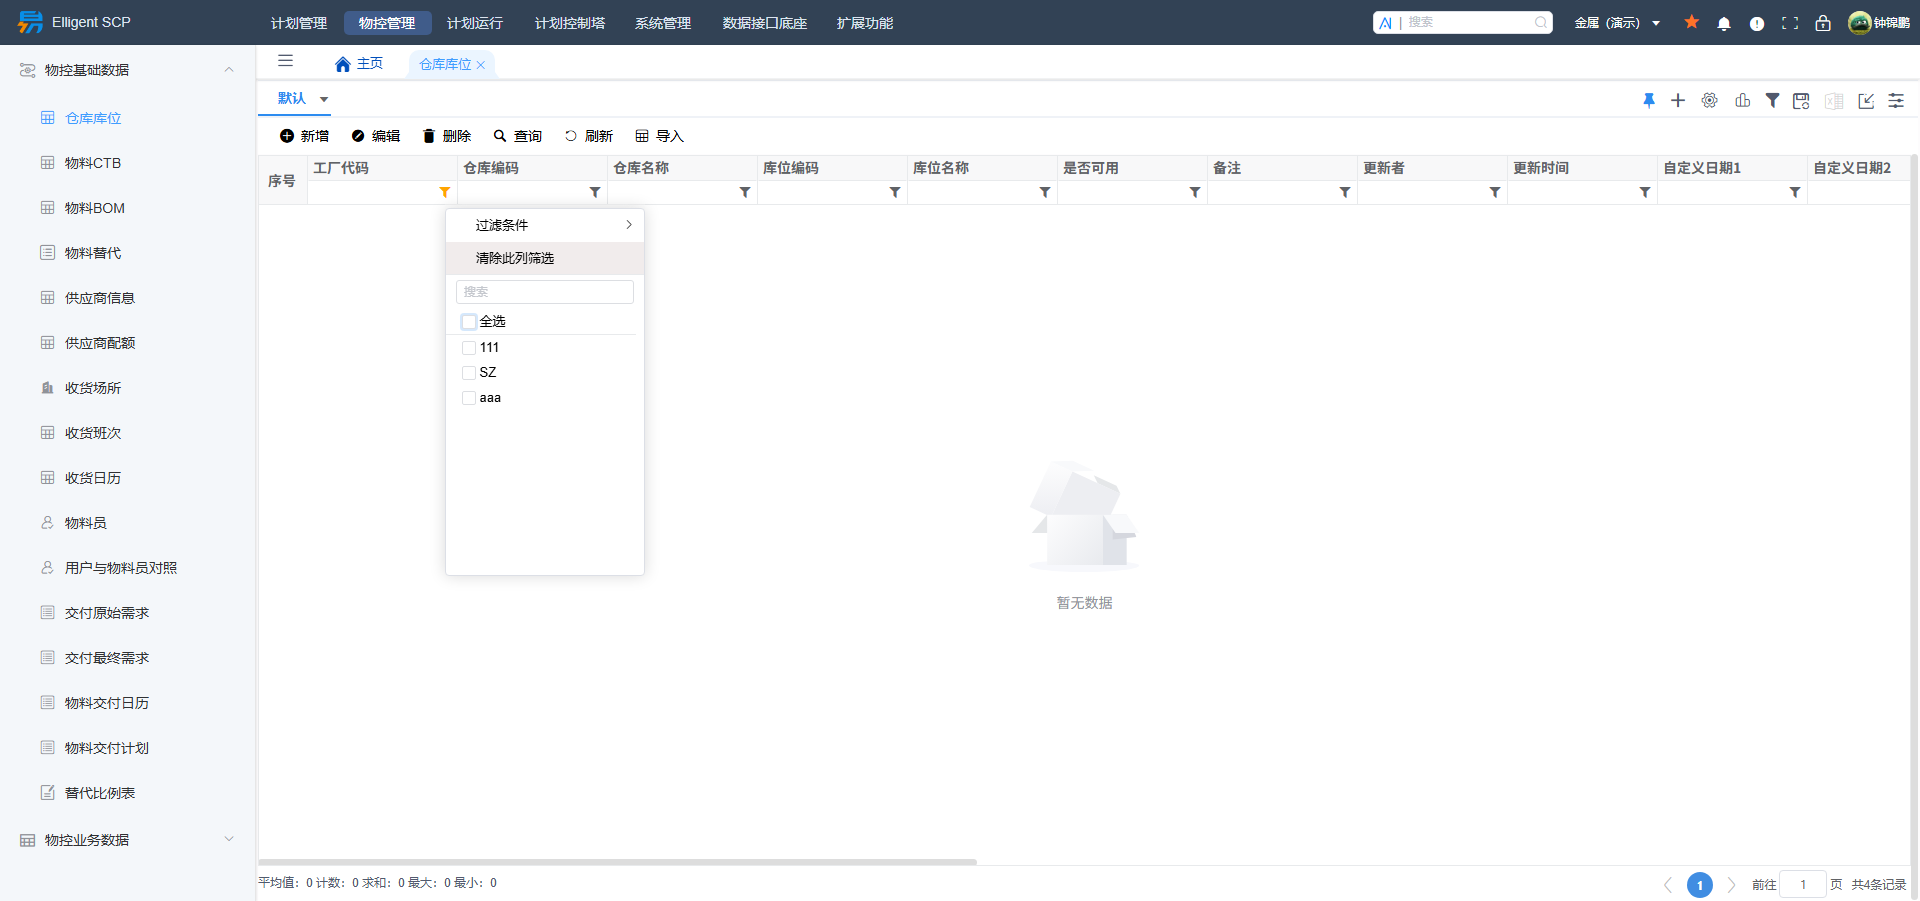 Elligent SCP
计划管理
物控管理
计划运行
计划控制塔
系统管理
数据接口底座
扩展功能
AI | 搜索
金属（演示）
钟锦鹏
物控基础数据
仓库库位
物料CTB
物料BOM
物料替代
供应商信息
供应商配额
收货场所
收货班次
收货日历
物料员
用户与物料员对照
交付原始需求
交付最终需求
物料交付日历
物料交付计划
替代比例表
物控业务数据
主页
仓库库位
默认
新增
编辑
删除
查询
刷新
导入
序号
工厂代码
仓库编码
仓库名称
库位编码
库位名称
是否可用
备注
更新者
更新时间
自定义日期1
自定义日期2
过滤条件
清除此列筛选
搜索
全选
111
SZ
aaa
暂无数据
平均值：0 计数：0 求和：0 最大：0 最小：0
1
前往 1 页 共4条记录